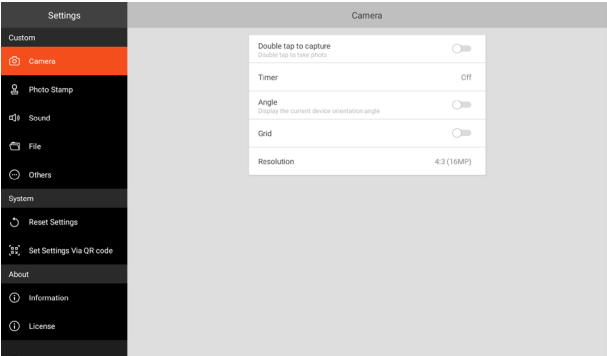 Settings
Camera
Custom
Camera
Photo Stamp
Sound
File
Others
System
Reset Settings
Set Settings Via QR code
About
Information
License
Double tap to capture
Double tap to take photo
Timer Off
Angle
Display the current device orientation angle
Grid
Resolution 4:3 (16MP)